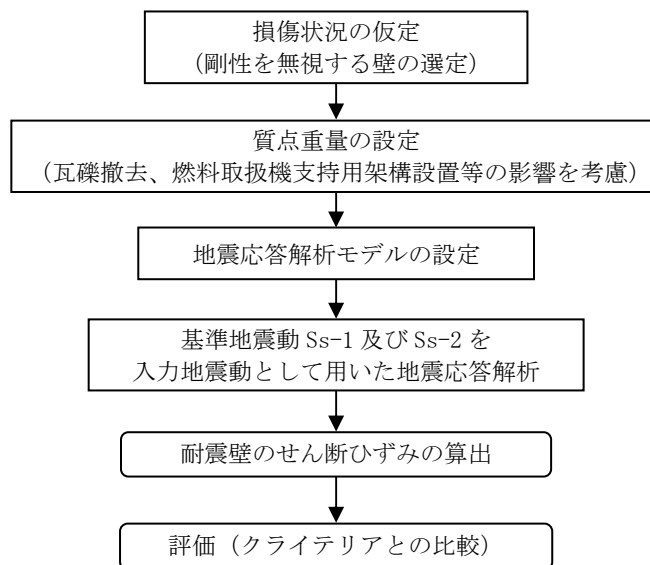 損傷状況の仮定
(剛性を無視する壁の選定)
質点重量の設定
(瓦礫撤去、燃料取扱機支持用架構設置等の影響を考慮)
地震応答解析モデルの設定
基準地震動 Ss-1 及び Ss-2 を
入力地震動として用いた地震応答解析
耐震壁のせん断ひずみの算出
評価（クライテリアとの比較）